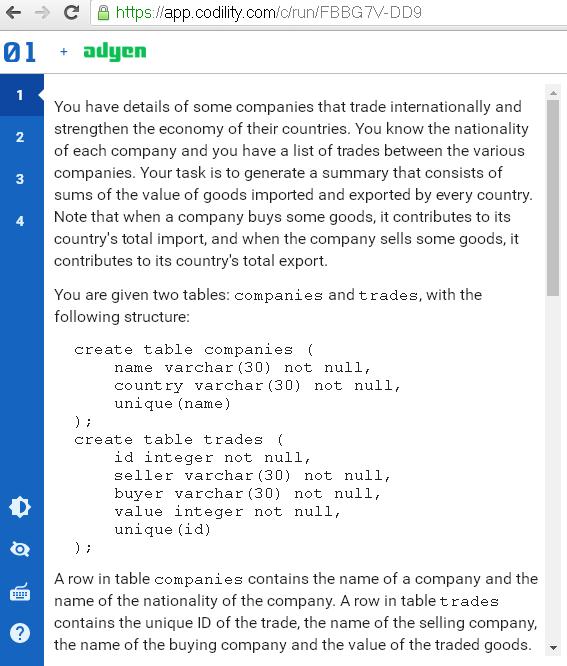 https://app.codility.com/c/run/FBBG7V-DD9
01 + adyen
1
2
3
4
You have details of some companies that trade internationally and
strengthen the economy of their countries. You know the nationality
of each company and you have a list of trades between the various
companies. Your task is to generate a summary that consists of
sums of the value of goods imported and exported by every country.
Note that when a company buys some goods, it contributes to its
country's total import, and when the company sells some goods, it
contributes to its country's total export.
You are given two tables: companies and trades, with the
following structure:
create table companies (
name varchar(30) not null,
country varchar(30) not null,
unique(name)
);
create table trades (
id integer not null,
seller varchar(30) not null,
buyer varchar(30) not null,
value integer not null,
unique(id)
);
A row in table companies contains the name of a company and the
name of the nationality of the company. A row in table trades
contains the unique ID of the trade, the name of the selling company,
the name of the buying company and the value of the traded goods.
?